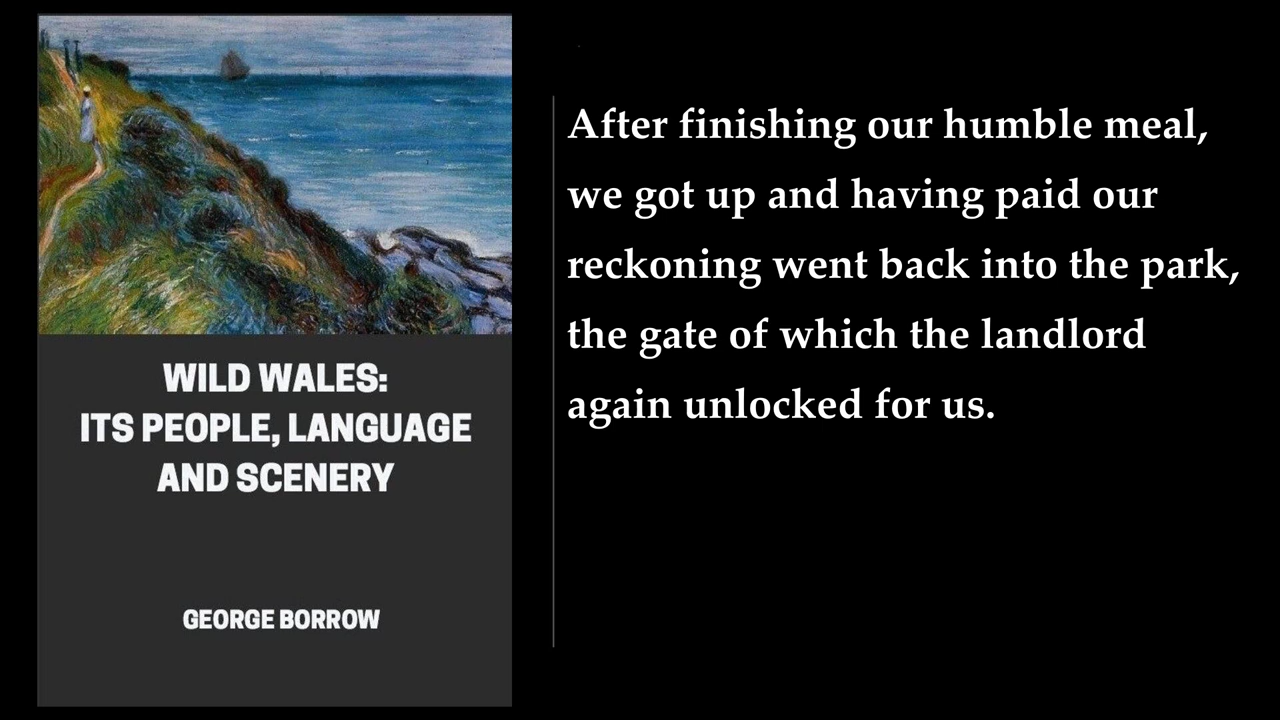 WILD WALES:
ITS PEOPLE, LANGUAGE
AND SCENERY
GEORGE BORROW
After finishing our humble meal,
we got up and having paid our
reckoning went back into the park,
the gate of which the landlord
again unlocked for us.